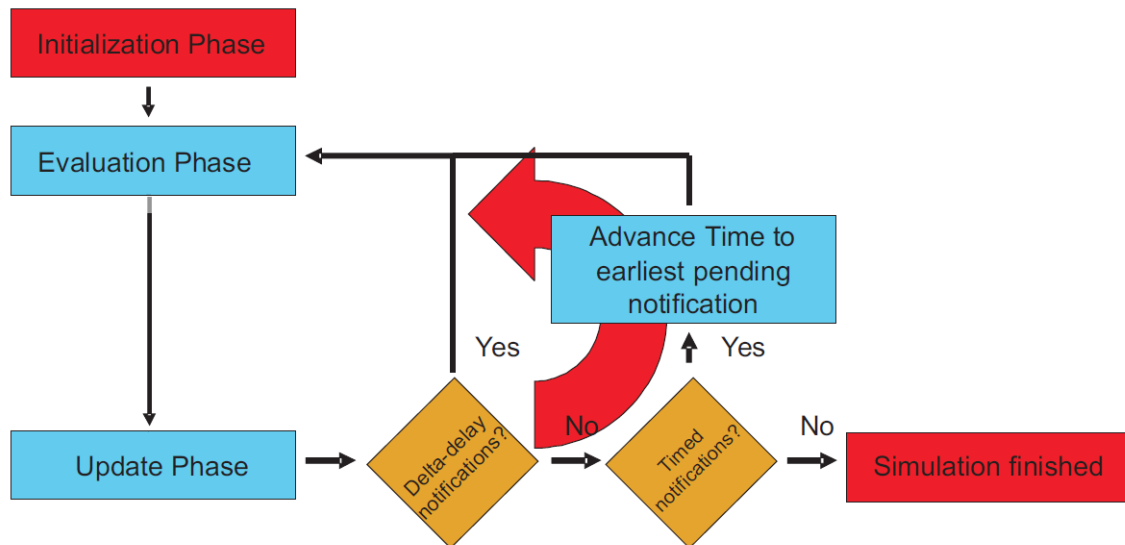 Initialization Phase
Evaluation Phase
Advance Time to
earliest pending
notification
Yes
Yes
Update Phase
Delta-delay
notifications?
No
Timed
notifications?
No
Simulation finished